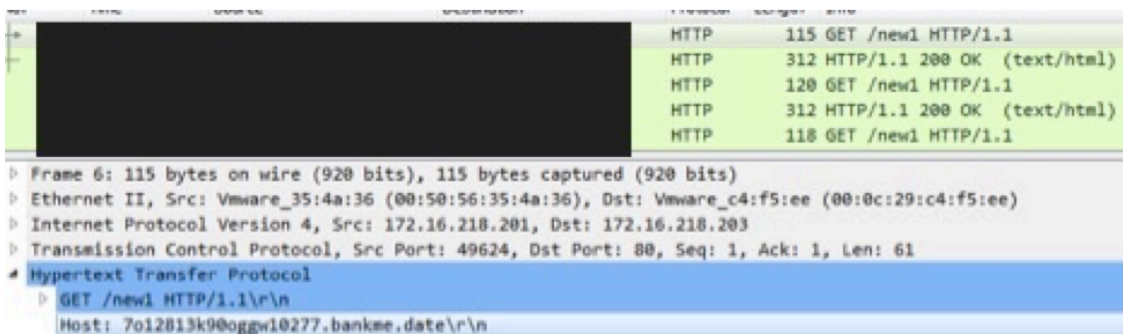 HTTP 115 GET /new1 HTTP/1.1
HTTP 312 HTTP/1.1 200 OK (text/html)
HTTP 120 GET /new1 HTTP/1.1
HTTP 312 HTTP/1.1 200 OK (text/html)
HTTP 118 GET /new1 HTTP/1.1
Frame 6: 115 bytes on wire (920 bits), 115 bytes captured (920 bits)
Ethernet II, Src: Vmware_35:4a:36 (00:50:56:35:4a:36), Dst: Vmware_c4:f5:ee (00:0c:29:c4:f5:ee)
Internet Protocol Version 4, Src: 172.16.218.201, Dst: 172.16.218.203
Transmission Control Protocol, Src Port: 49624, Dst Port: 80, Seq: 1, Ack: 1, Len: 61
Hypertext Transfer Protocol
GET /new1 HTTP/1.1\r\n
Host: 7o12813k90oggw10277.bankme.date\r\n